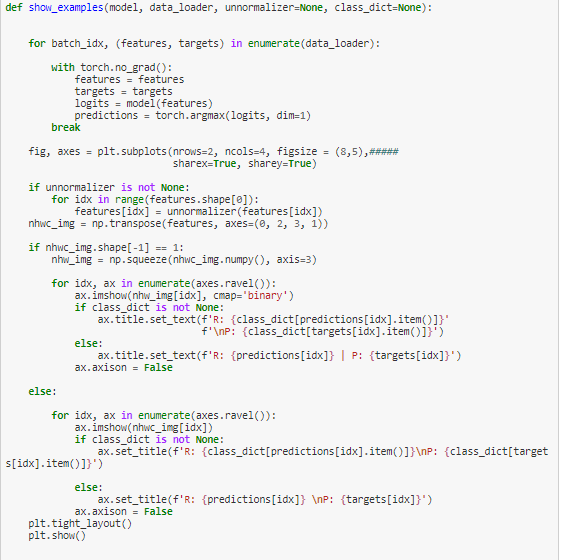 def show_examples(model, data_loader, unnormalizer=None, class_dict=None):
    for batch_idx, (features, targets) in enumerate(data_loader):
        with torch.no_grad():
            features = features
            targets = targets
            logits = model(features)
            predictions = torch.argmax(logits, dim=1)
        break
    fig, axes = plt.subplots(nrows=2, ncols=4, figsize = (8,5),#####
                             sharex=True, sharey=True)
    if unnormalizer is not None:
        for idx in range(features.shape[0]):
            features[idx] = unnormalizer(features[idx])
    nhwc_img = np.transpose(features, axes=(0, 2, 3, 1))
    if nhwc_img.shape[-1] == 1:
        nhw_img = np.squeeze(nhwc_img.numpy(), axis=3)
        for idx, ax in enumerate(axes.ravel()):
            ax.imshow(nhw_img[idx], cmap='binary')
            if class_dict is not None:
                ax.title.set_text(f'R: {class_dict[predictions[idx].item()]}'
                                  f'\nP: {class_dict[targets[idx].item()]}')
            else:
                ax.title.set_text(f'R: {predictions[idx]} | P: {targets[idx]}')
            ax.axison = False
    else:
        for idx, ax in enumerate(axes.ravel()):
            ax.imshow(nhwc_img[idx])
            if class_dict is not None:
                ax.set_title(f'R: {class_dict[predictions[idx].item()]}\nP: {class_dict[target
s[idx].item()]}')
            else:
                ax.set_title(f'R: {predictions[idx]} \nP: {targets[idx]}')
            ax.axison = False
    plt.tight_layout()
    plt.show()